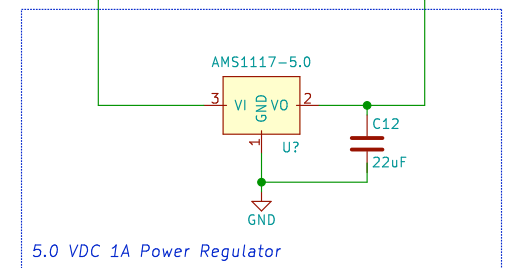 AMS1117-5.0
3 VI GND VO 2
1
U?
C12
22uF
GND
5.0 VDC 1A Power Regulator